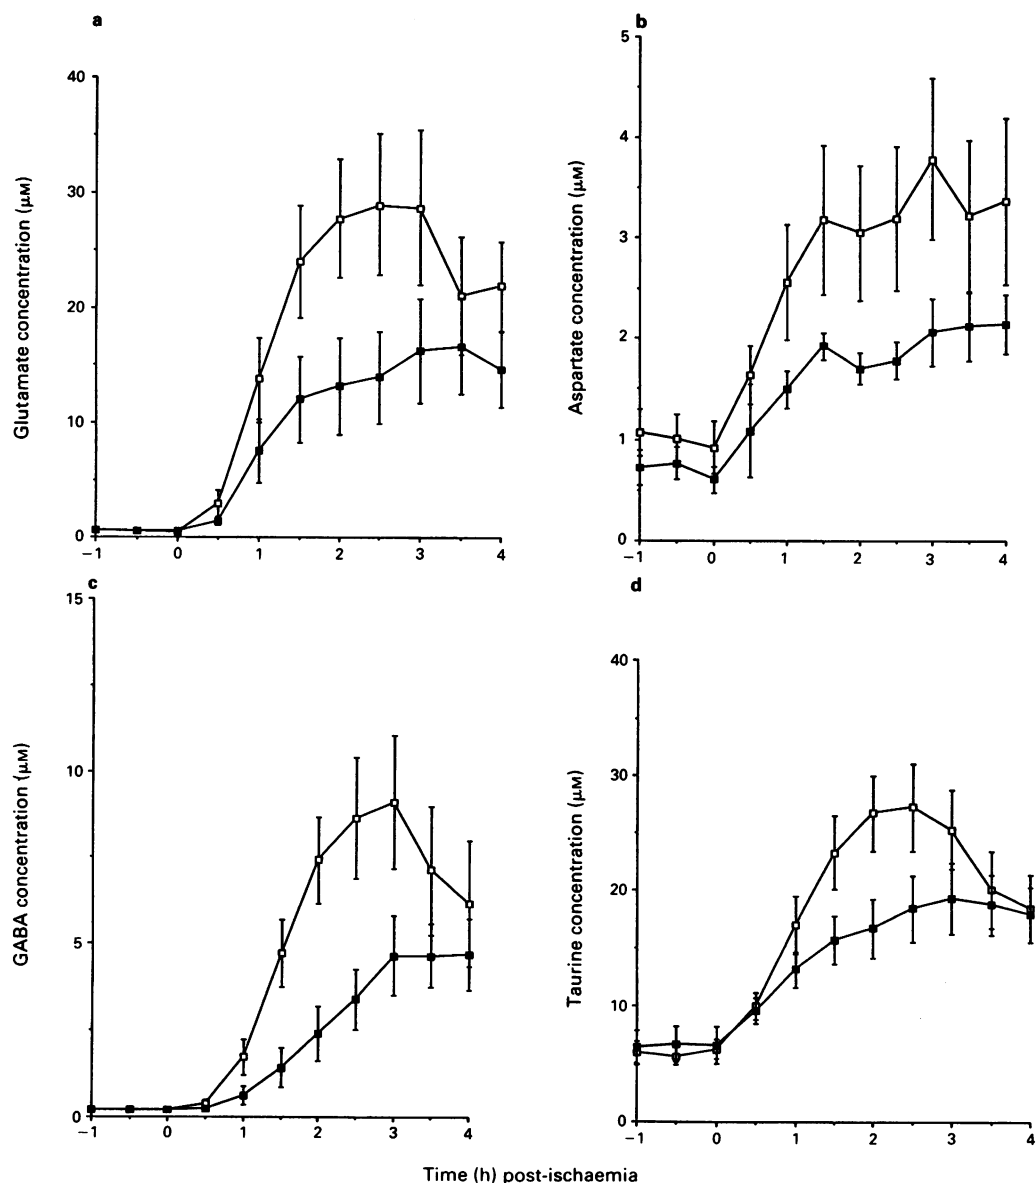 a
40
30
20
10
0
Glutamate concentration (μM)
−1 0 1 2 3 4
b
5
4
3
2
1
0
Aspartate concentration (μM)
−1 0 1 2 3 4
c
15
10
5
0
GABA concentration (μM)
−1 0 1 2 3 4
d
40
30
20
10
0
Taurine concentration (μM)
−1 0 1 2 3 4
Time (h) post-ischaemia